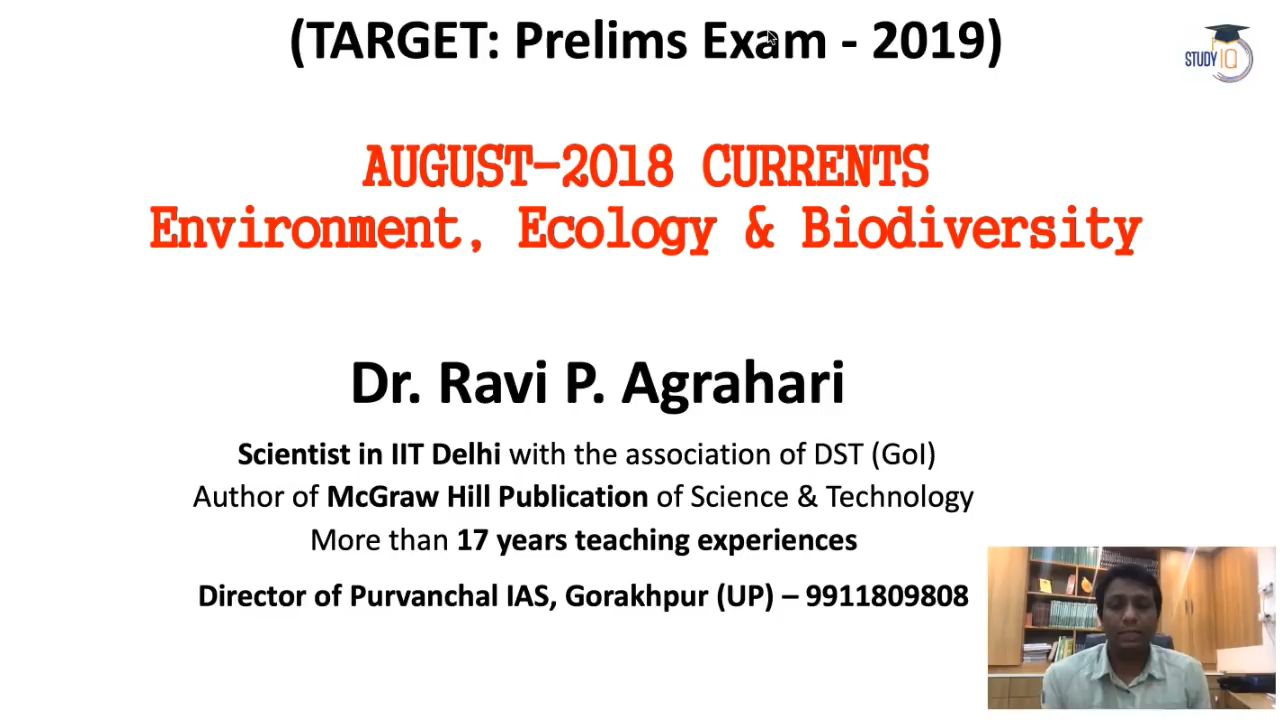 (TARGET: Prelims Exam - 2019)
STUDY IQ
AUGUST-2018 CURRENTS
Environment, Ecology & Biodiversity
Dr. Ravi P. Agrahari
Scientist in IIT Delhi with the association of DST (GoI)
Author of McGraw Hill Publication of Science & Technology
More than 17 years teaching experiences
Director of Purvanchal IAS, Gorakhpur (UP) – 9911809808